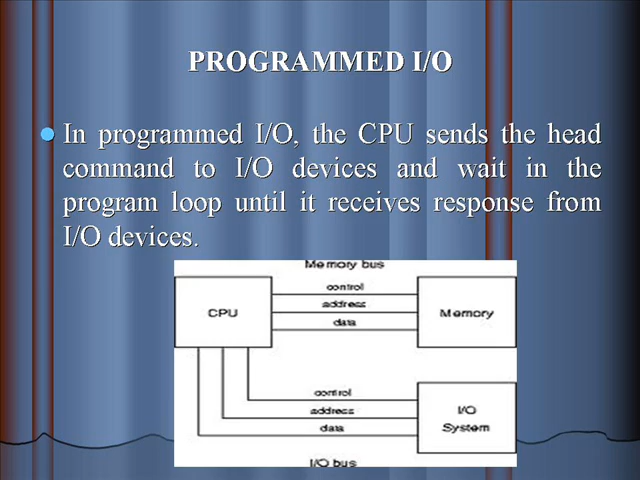 PROGRAMMED I/O
In programmed I/O, the CPU sends the head
command to I/O devices and wait in the
program loop until it receives response from
I/O devices.
Memory bus
control
CPU
address
Memory
data
control
address
I/O
System
data
I/O bus